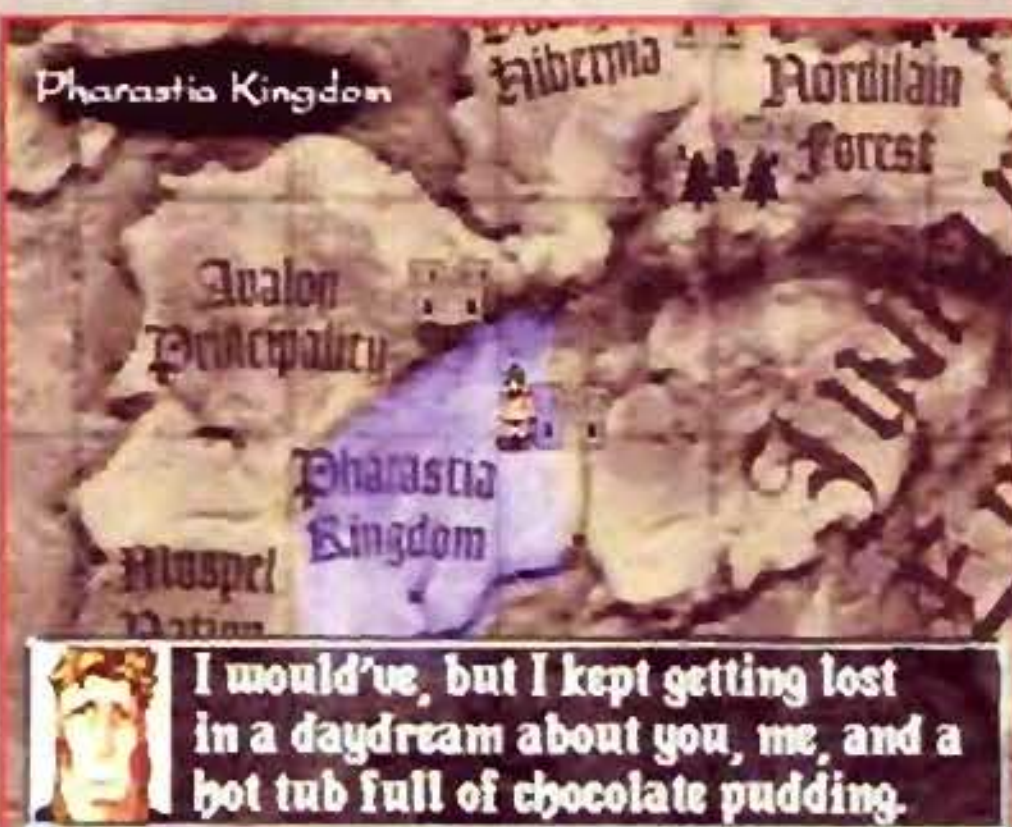 Pharastia Kingdom
Hibernia
Nordilain
Forest
Avalon
Principality
Pharastia
Kingdom
Muspel
Nation
I would've, but I kept getting lost
in a daydream about you, me, and a
hot tub full of chocolate pudding.